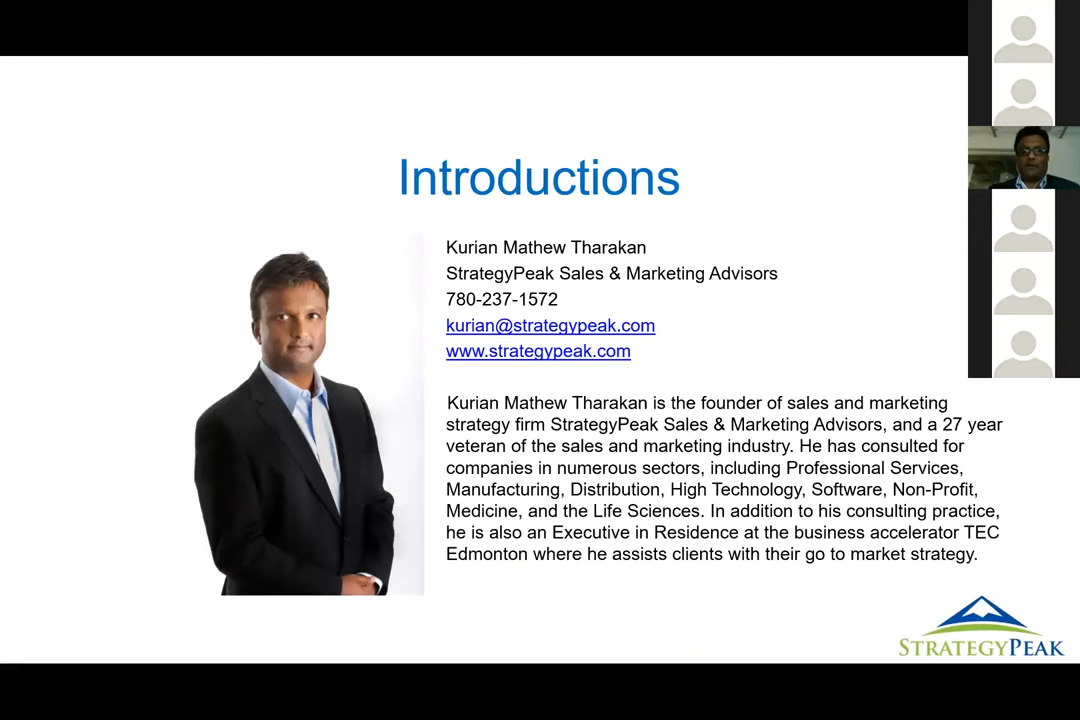 Introductions
Kurian Mathew Tharakan
StrategyPeak Sales & Marketing Advisors
780-237-1572
kurian@strategypeak.com
www.strategypeak.com
Kurian Mathew Tharakan is the founder of sales and marketing
strategy firm StrategyPeak Sales & Marketing Advisors, and a 27 year
veteran of the sales and marketing industry. He has consulted for
companies in numerous sectors, including Professional Services,
Manufacturing, Distribution, High Technology, Software, Non-Profit,
Medicine, and the Life Sciences. In addition to his consulting practice,
he is also an Executive in Residence at the business accelerator TEC
Edmonton where he assists clients with their go to market strategy.
STRATEGYPEAK